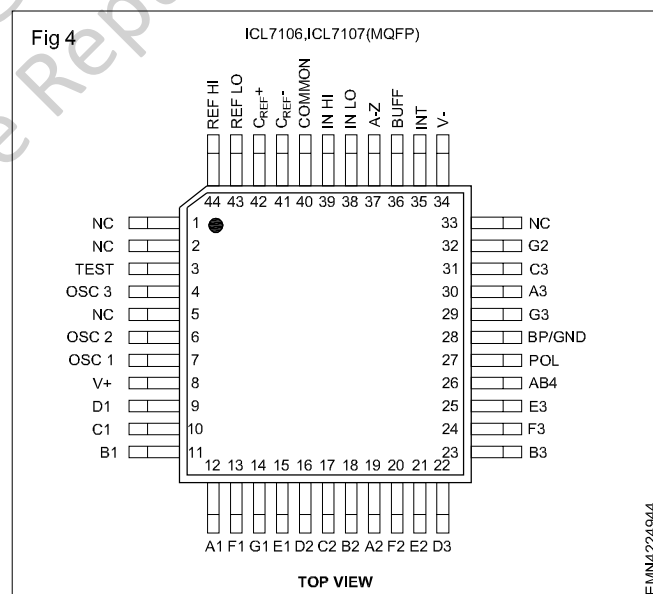 Fig 4
ICL7106,ICL7107(MQFP)
REF HI
REF LO
CREF+
CREF-
COMMON
IN HI
IN LO
A-Z
BUFF
INT
V-
44 43 42 41 40 39 38 37 36 35 34
NC 1 33 NC
NC 2 32 G2
TEST 3 31 C3
OSC 3 4 30 A3
NC 5 29 G3
OSC 2 6 28 BP/GND
OSC 1 7 27 POL
V+ 8 26 AB4
D1 9 25 E3
C1 10 24 F3
B1 11 23 B3
12 13 14 15 16 17 18 19 20 21 22
A1 F1 G1 E1 D2 C2 B2 A2 F2 E2 D3
TOP VIEW
EMN4224944